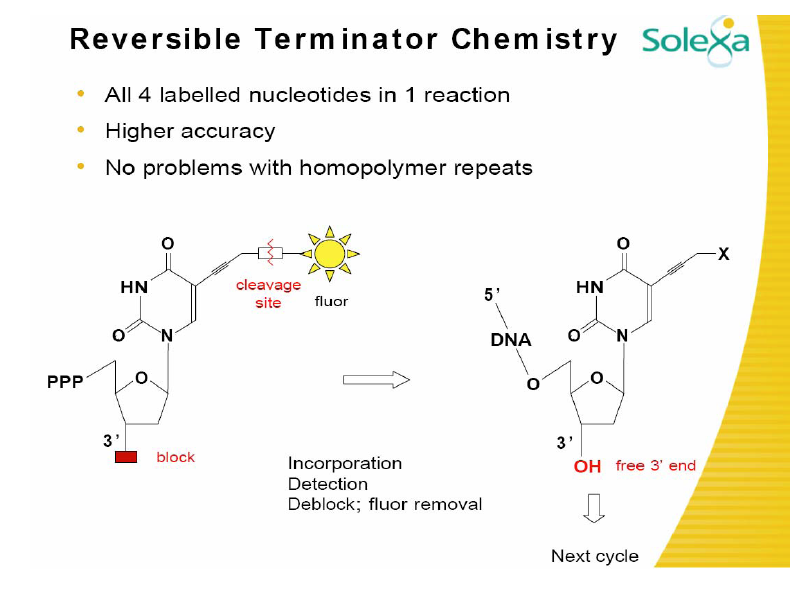 Reversible Terminator Chemistry
Solexa
• All 4 labelled nucleotides in 1 reaction
• Higher accuracy
• No problems with homopolymer repeats
O
HN
O
N
cleavage
site
fluor
PPP
O
3’
block
Incorporation
Detection
Deblock; fluor removal
O
X
HN
5’
O
N
DNA
O
O
3’
OH
free 3’ end
Next cycle